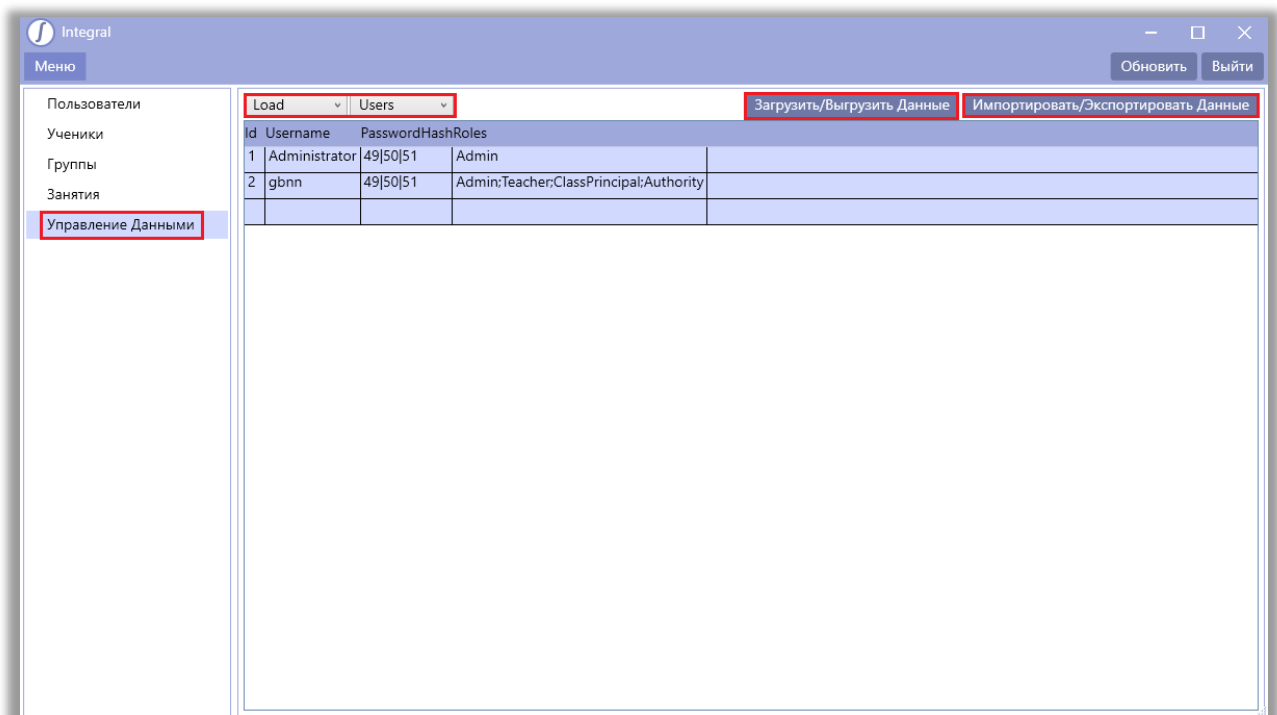 Integral
Меню
Обновить Выйти
Пользователи
Ученики
Группы
Занятия
Управление Данными
Load Users Загрузить/Выгрузить Данные Импортировать/Экспортировать Данные
Id Username PasswordHash Roles
1 Administrator 49|50|51 Admin
2 gbnn 49|50|51 Admin;Teacher;ClassPrincipal;Authority